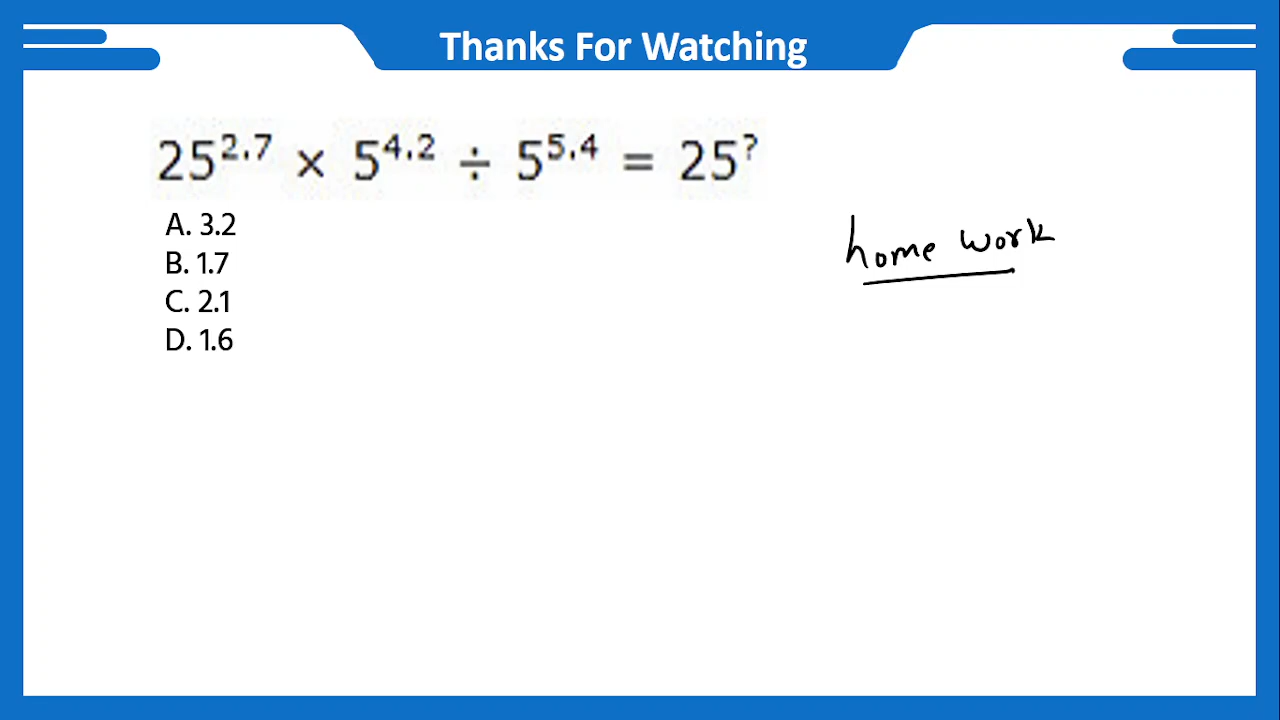 Thanks For Watching
25^2.7 × 5^4.2 ÷ 5^5.4 = 25^?
A. 3.2
B. 1.7
C. 2.1
D. 1.6
home work